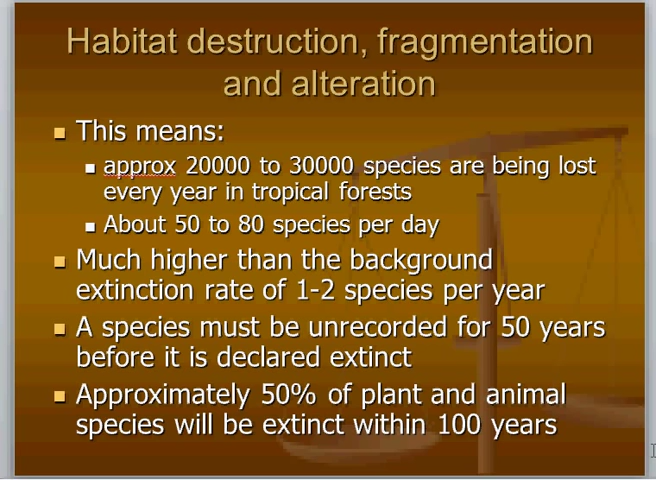 Habitat destruction, fragmentation
and alteration
This means:
approx 20000 to 30000 species are being lost
every year in tropical forests
About 50 to 80 species per day
Much higher than the background
extinction rate of 1-2 species per year
A species must be unrecorded for 50 years
before it is declared extinct
Approximately 50% of plant and animal
species will be extinct within 100 years